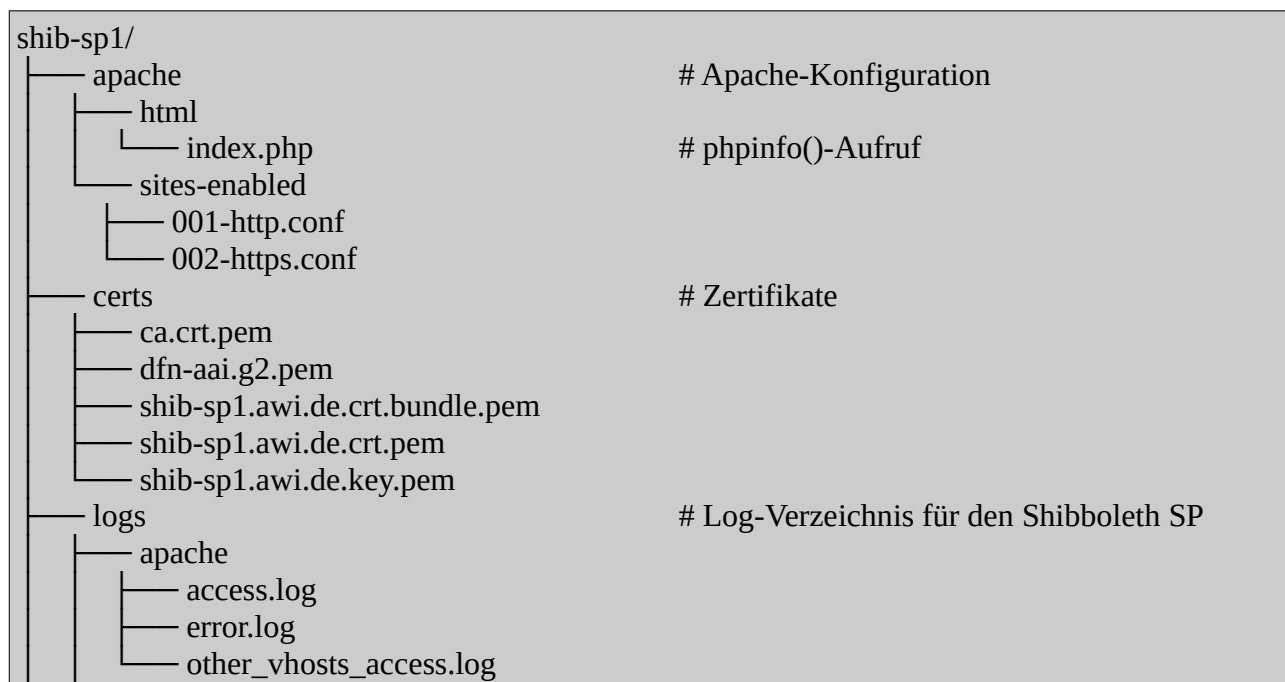 shib-sp1/
├── apache # Apache-Konfiguration
│ ├── html
│ │ └── index.php # phpinfo()-Aufruf
│ └── sites-enabled
│ ├── 001-http.conf
│ └── 002-https.conf
├── certs # Zertifikate
│ ├── ca.crt.pem
│ ├── dfn-aai.g2.pem
│ ├── shib-sp1.awi.de.crt.bundle.pem
│ ├── shib-sp1.awi.de.crt.pem
│ └── shib-sp1.awi.de.key.pem
├── logs # Log-Verzeichnis für den Shibboleth SP
│ ├── apache
│ │ ├── access.log
│ │ ├── error.log
│ │ └── other_vhosts_access.log